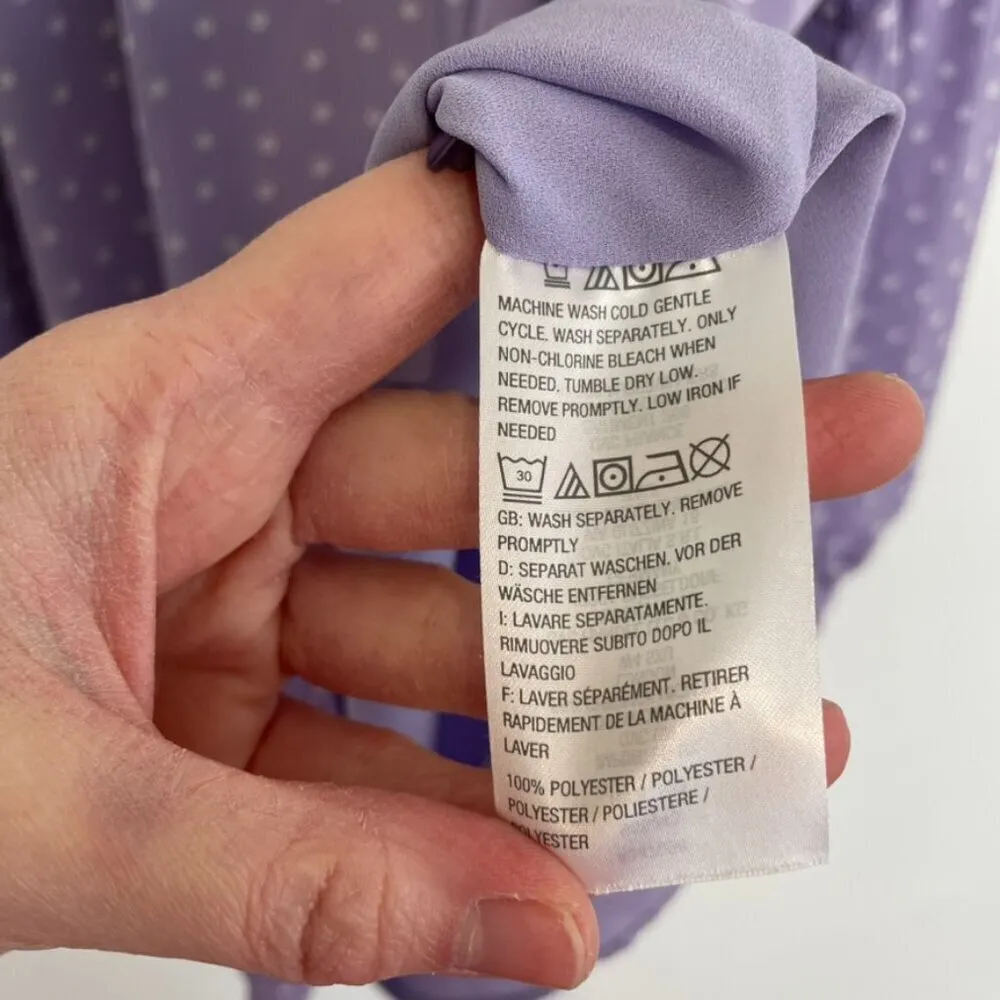 MACHINE WASH COLD GENTLE
CYCLE. WASH SEPARATELY. ONLY
NON-CHLORINE BLEACH WHEN
NEEDED. TUMBLE DRY LOW.
REMOVE PROMPTLY. LOW IRON IF
NEEDED
30
GB: WASH SEPARATELY. REMOVE
PROMPTLY
D: SEPARAT WASCHEN. VOR DER
WÄSCHE ENTFERNEN
I: LAVARE SEPARATAMENTE.
RIMUOVERE SUBITO DOPO IL
LAVAGGIO
F: LAVER SÉPARÉMENT. RETIRER
RAPIDEMENT DE LA MACHINE À
LAVER
100% POLYESTER / POLYESTER /
POLYESTER / POLIESTERE /
POLYESTER